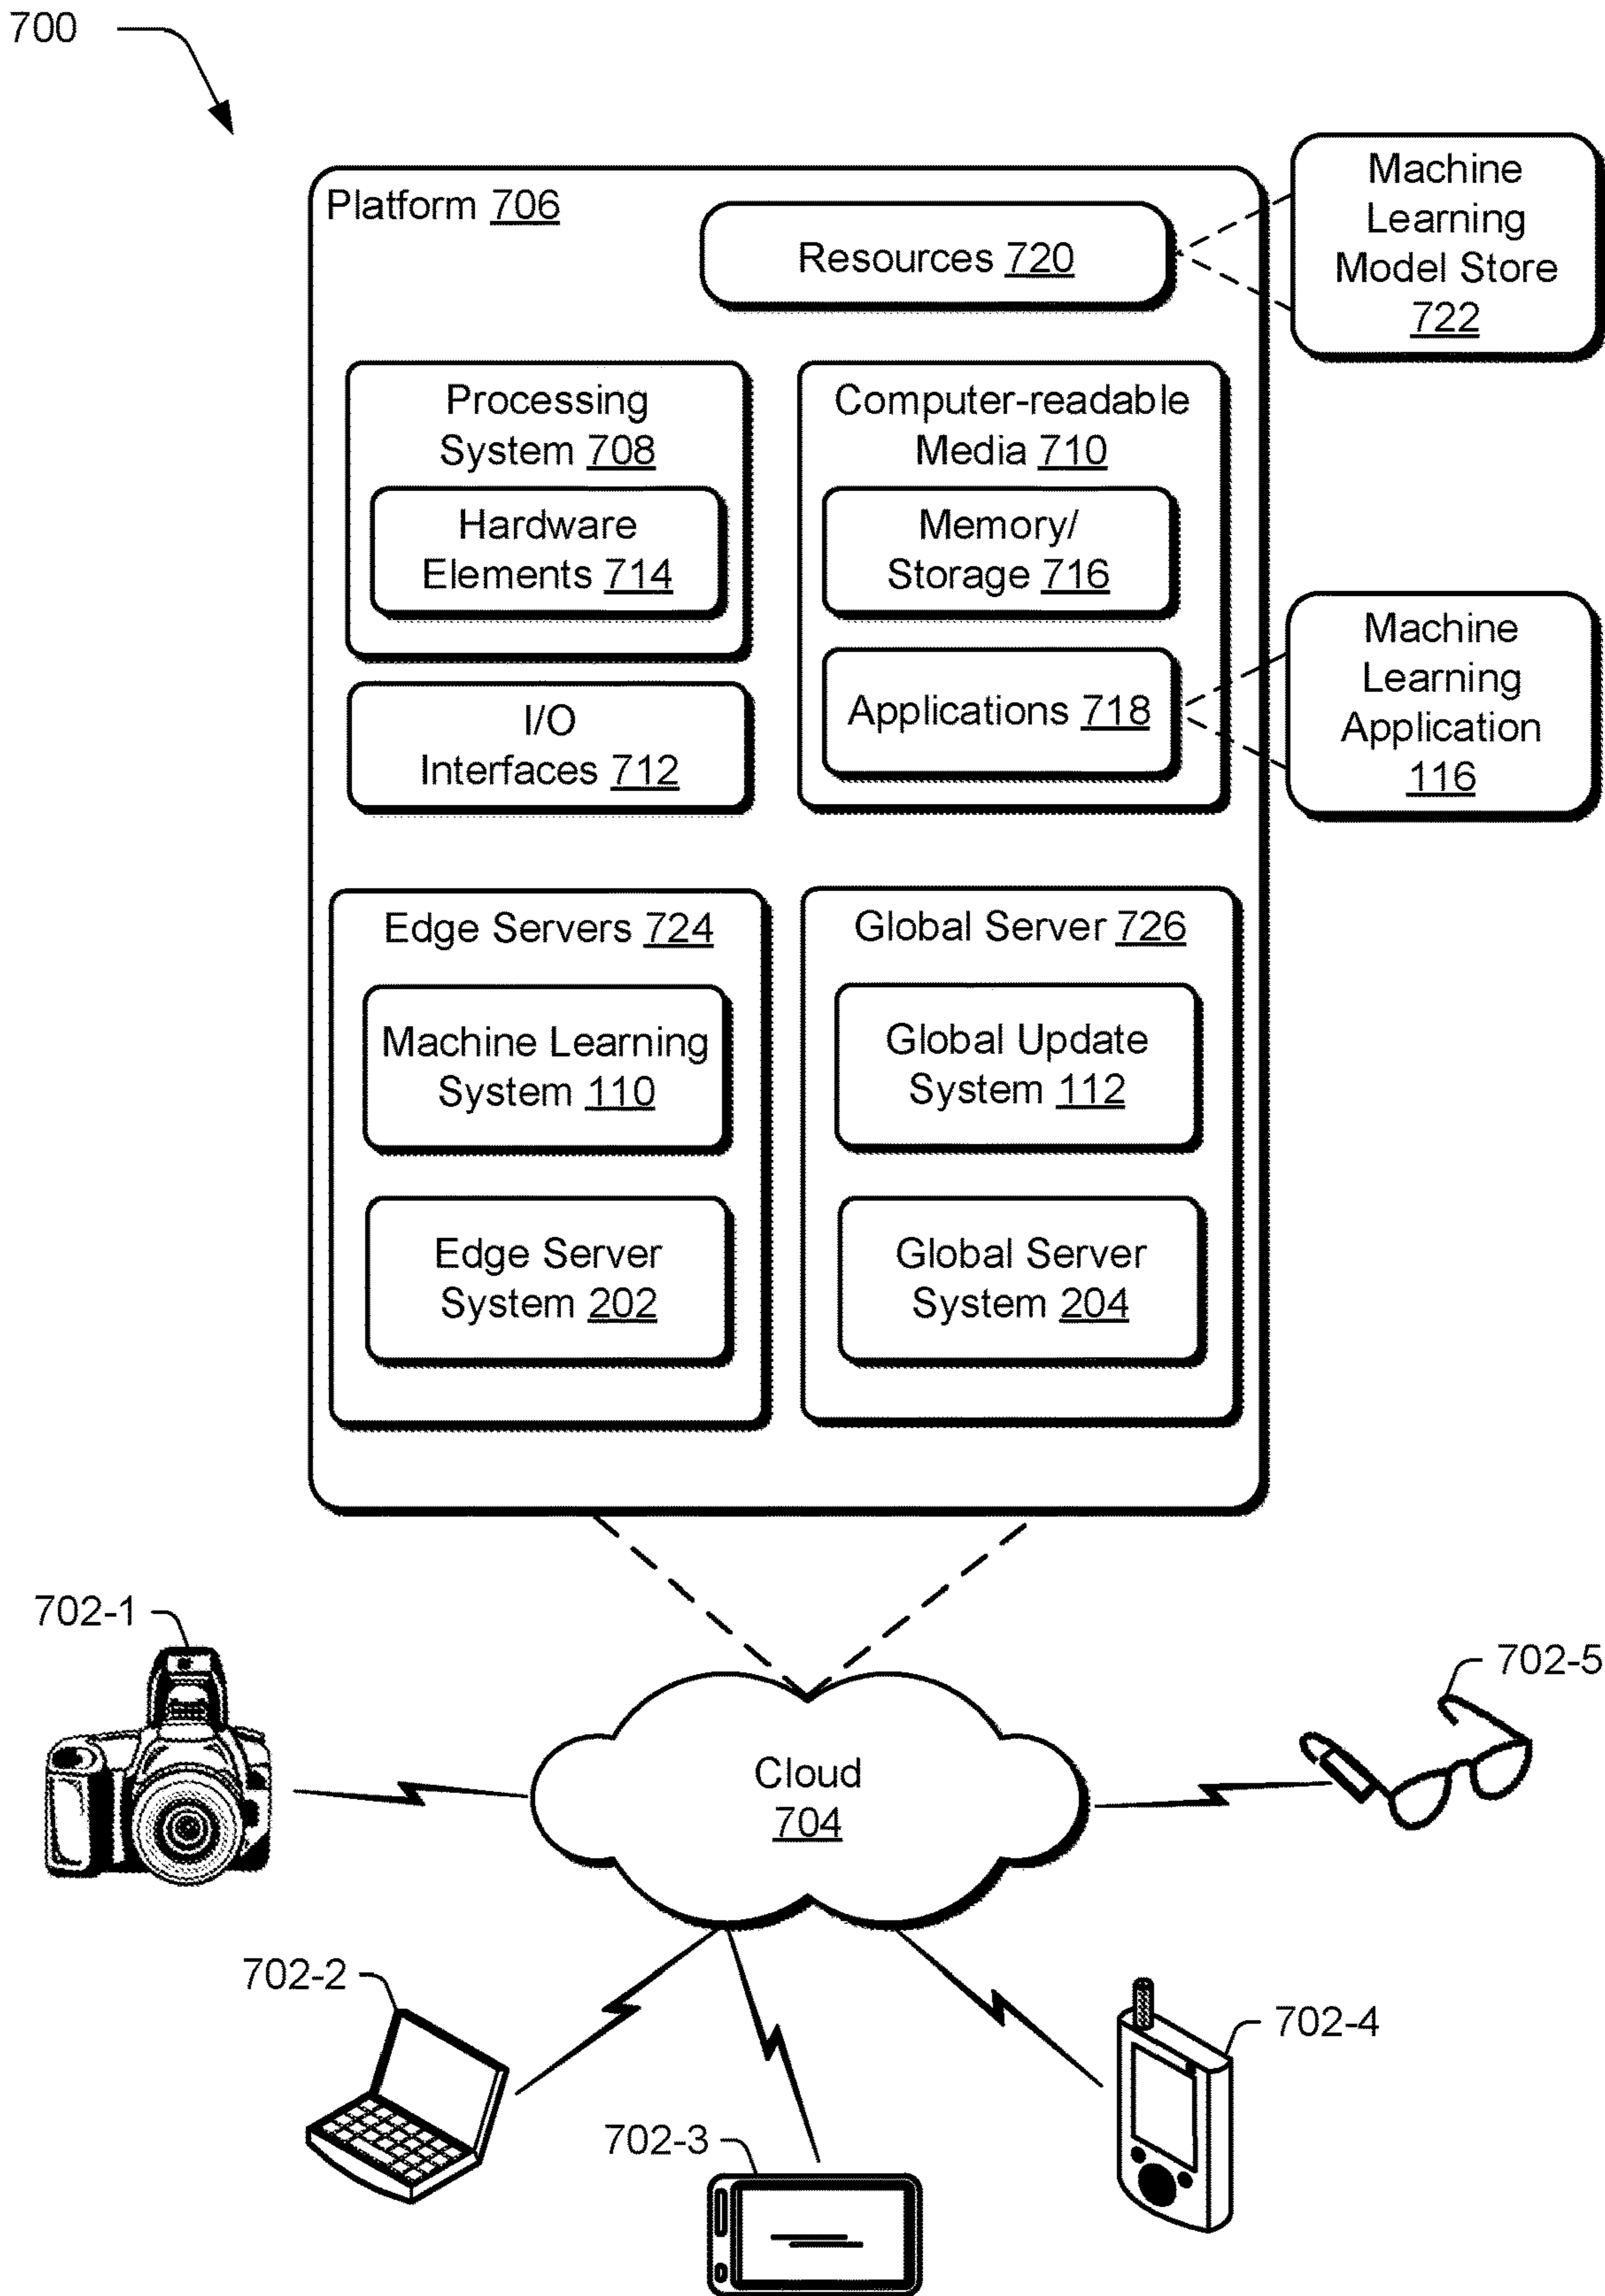 700
Platform 706
Resources 720
Machine
Learning
Model Store
722
Processing
System 708
Hardware
Elements 714
I/O
Interfaces 712
Computer-readable
Media 710
Memory/
Storage 716
Applications 718
Machine
Learning
Application
116
Edge Servers 724
Machine Learning
System 110
Edge Server
System 202
Global Server 726
Global Update
System 112
Global Server
System 204
702-1
702-5
Cloud
704
702-2
702-4
702-3